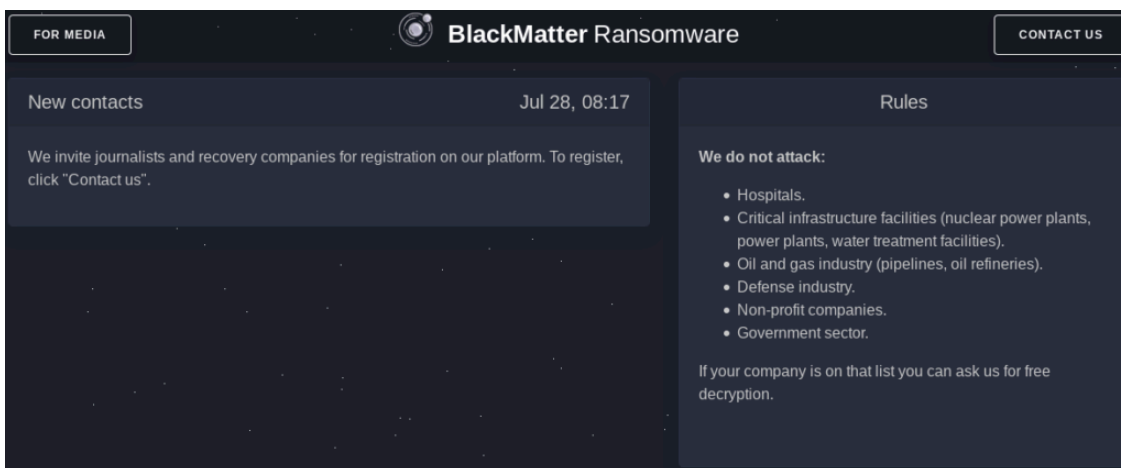 FOR MEDIA
BlackMatter Ransomware
CONTACT US
New contacts
Jul 28, 08:17
We invite journalists and recovery companies for registration on our platform. To register,
click "Contact us".
Rules
We do not attack:
• Hospitals.
• Critical infrastructure facilities (nuclear power plants,
power plants, water treatment facilities).
• Oil and gas industry (pipelines, oil refineries).
• Defense industry.
• Non-profit companies.
• Government sector.
If your company is on that list you can ask us for free
decryption.